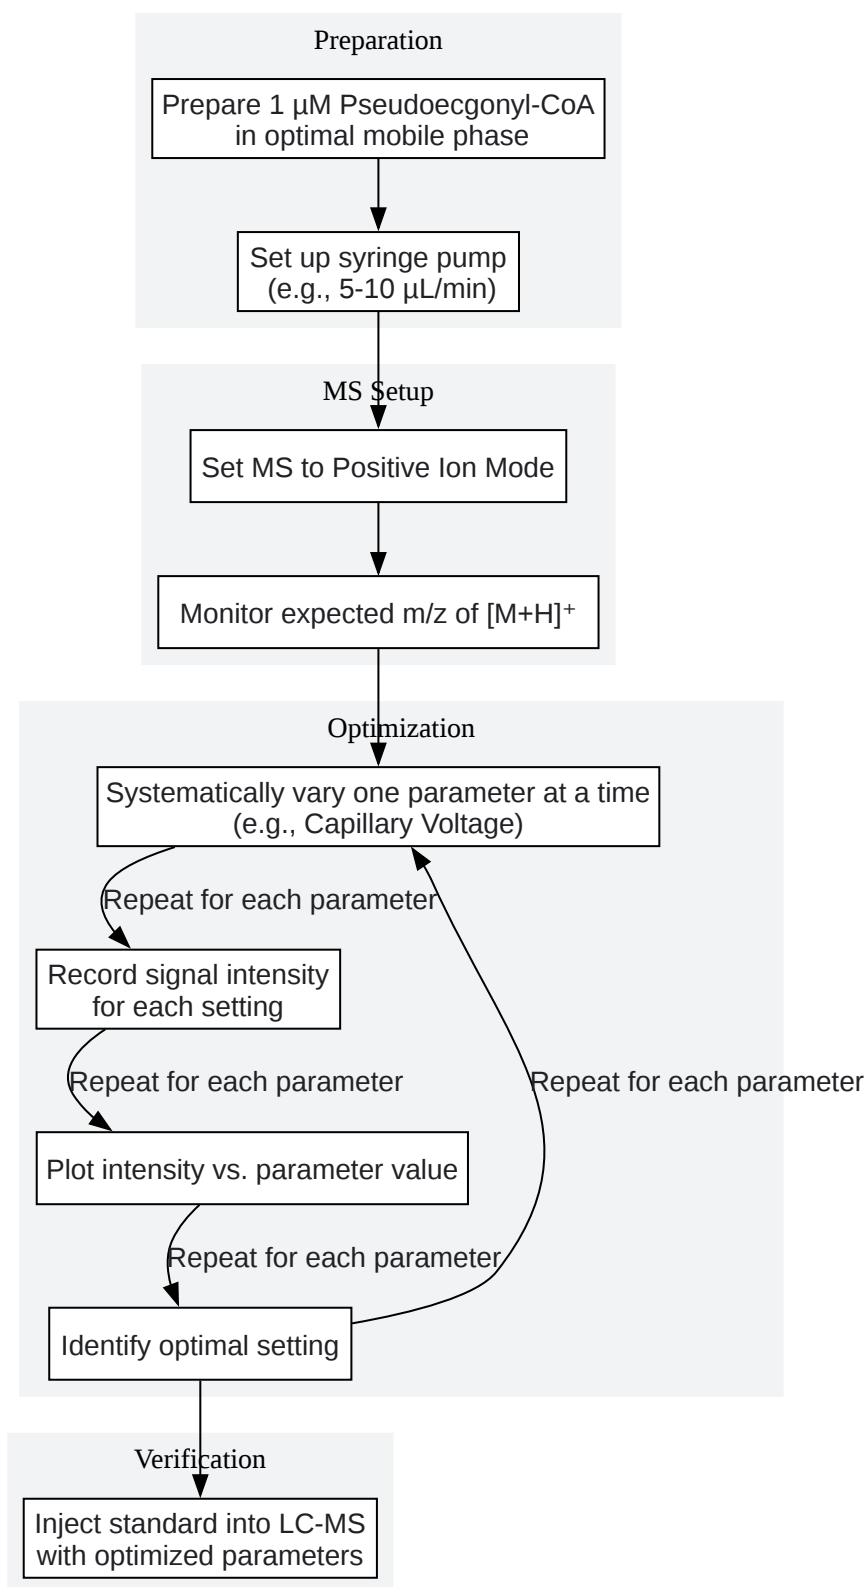 Preparation
Prepare 1 µM Pseudoecgonyl-CoA
in optimal mobile phase
Set up syringe pump
(e.g., 5-10 µL/min)
MS Setup
Set MS to Positive Ion Mode
Monitor expected m/z of [M+H]⁺
Optimization
Systematically vary one parameter at a time
(e.g., Capillary Voltage)
Repeat for each parameter
Record signal intensity
for each setting
Repeat for each parameter
Repeat for each parameter
Plot intensity vs. parameter value
Repeat for each parameter
Identify optimal setting
Verification
Inject standard into LC-MS
with optimized parameters